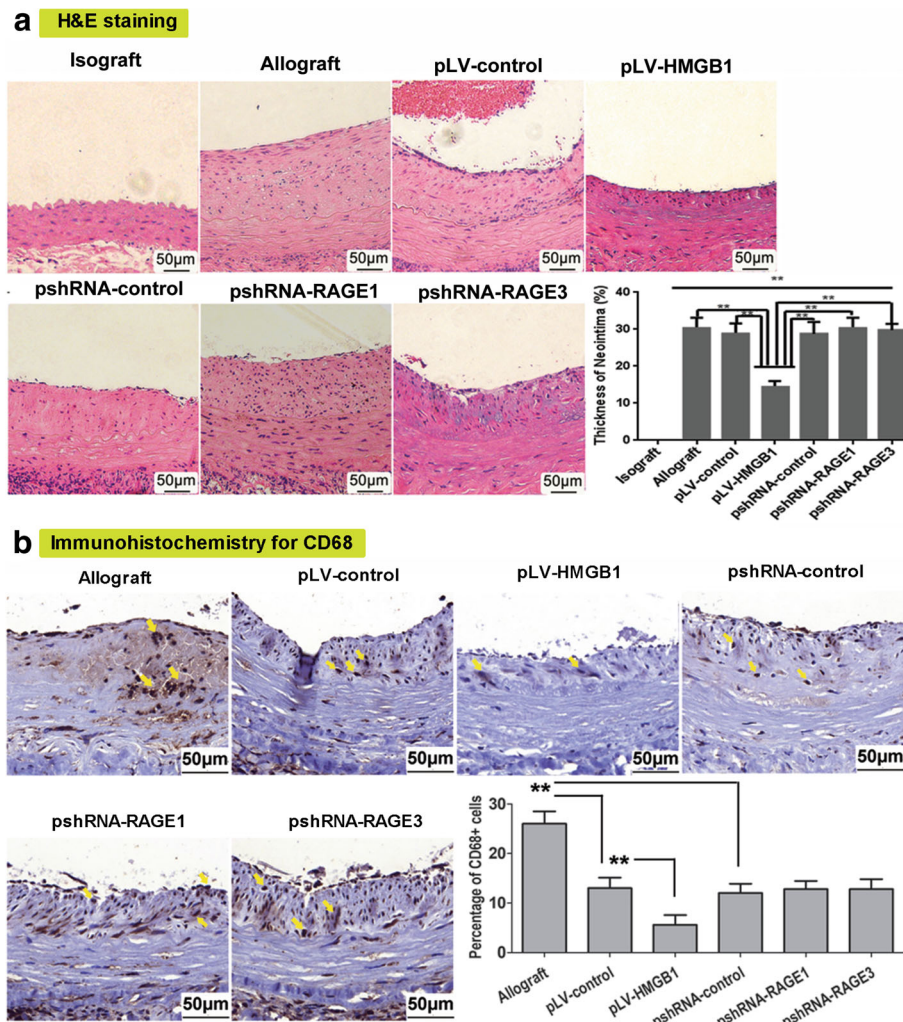 a H&E staining
Isograft
Allograft
pLV-control
pLV-HMGB1
50μm
50μm
50μm
50μm
pshRNA-control
pshRNA-RAGE1
pshRNA-RAGE3
50μm
50μm
50μm
Thickness of Neointima (%)
40
30
20
10
0
**
**
**
**
**
**
Isograft
Allograft
pLV-control
pLV-HMGB1
pshRNA-control
pshRNA-RAGE1
pshRNA-RAGE3
b Immunohistochemistry for CD68
Allograft
pLV-control
pLV-HMGB1
pshRNA-control
50μm
50μm
50μm
50μm
pshRNA-RAGE1
pshRNA-RAGE3
50μm
50μm
Percentage of CD68+ cells
30
20
10
0
**
**
Allograft
pLV-control
pLV-HMGB1
pshRNA-control
pshRNA-RAGE1
pshRNA-RAGE3